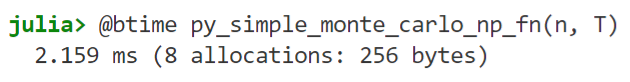 julia> @btime py_simple_monte_carlo_np_fn(n, T)
2.159 ms (8 allocations: 256 bytes)